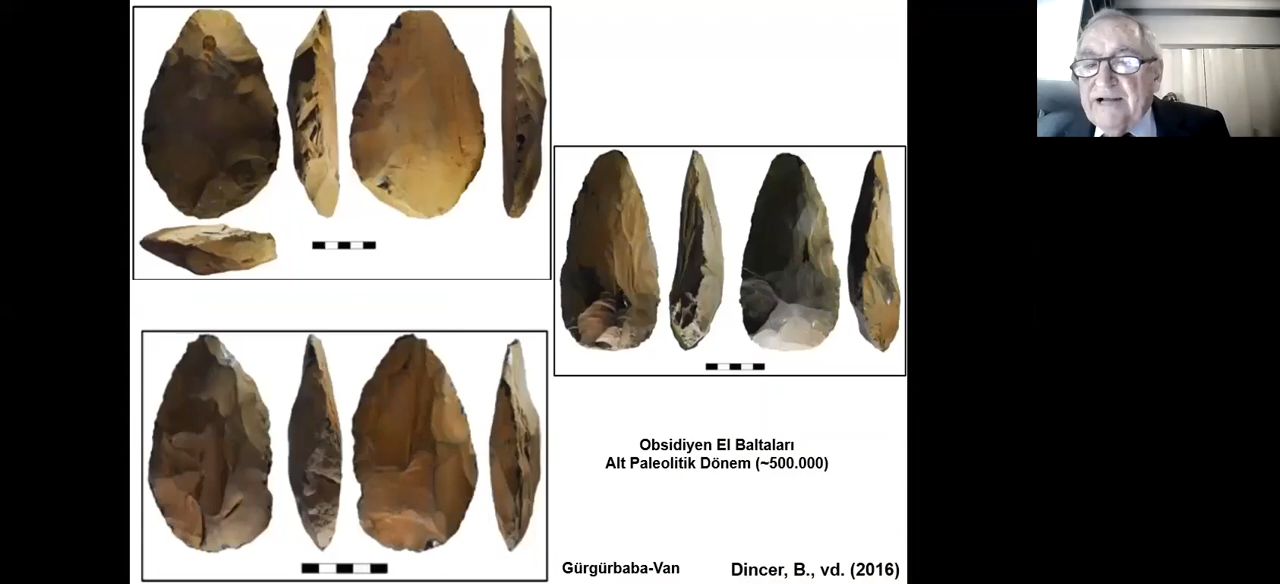 Obsidiyen El Baltaları
Alt Paleolitik Dönem (~500.000)
Gürgürbaba-Van
Dincer, B., vd. (2016)